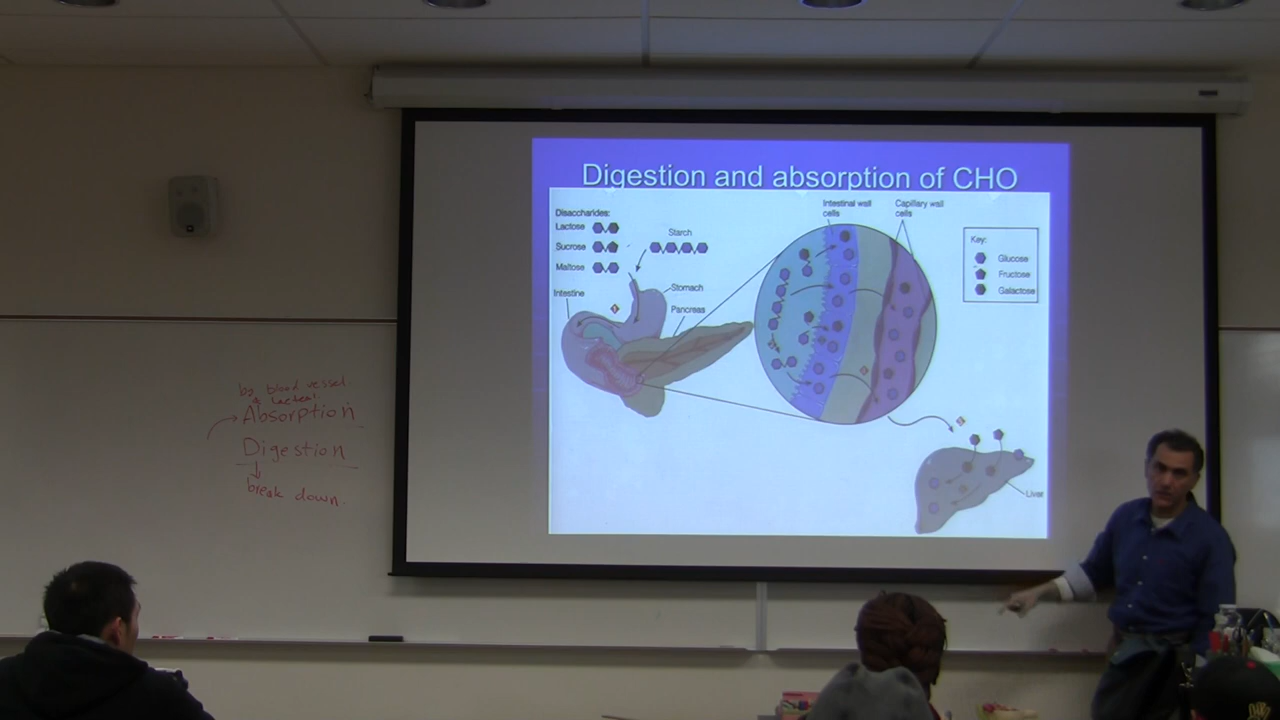 Digestion and absorption of CHO
Disaccharides:
Lactose
Sucrose
Maltose
Starch
Intestine
Stomach
Pancreas
Intestinal wall
cells
Capillary wall
cells
Key:
Glucose
Fructose
Galactose
Liver
by blood vessel.
& lacteal.
Absorption
Digestion
break down.